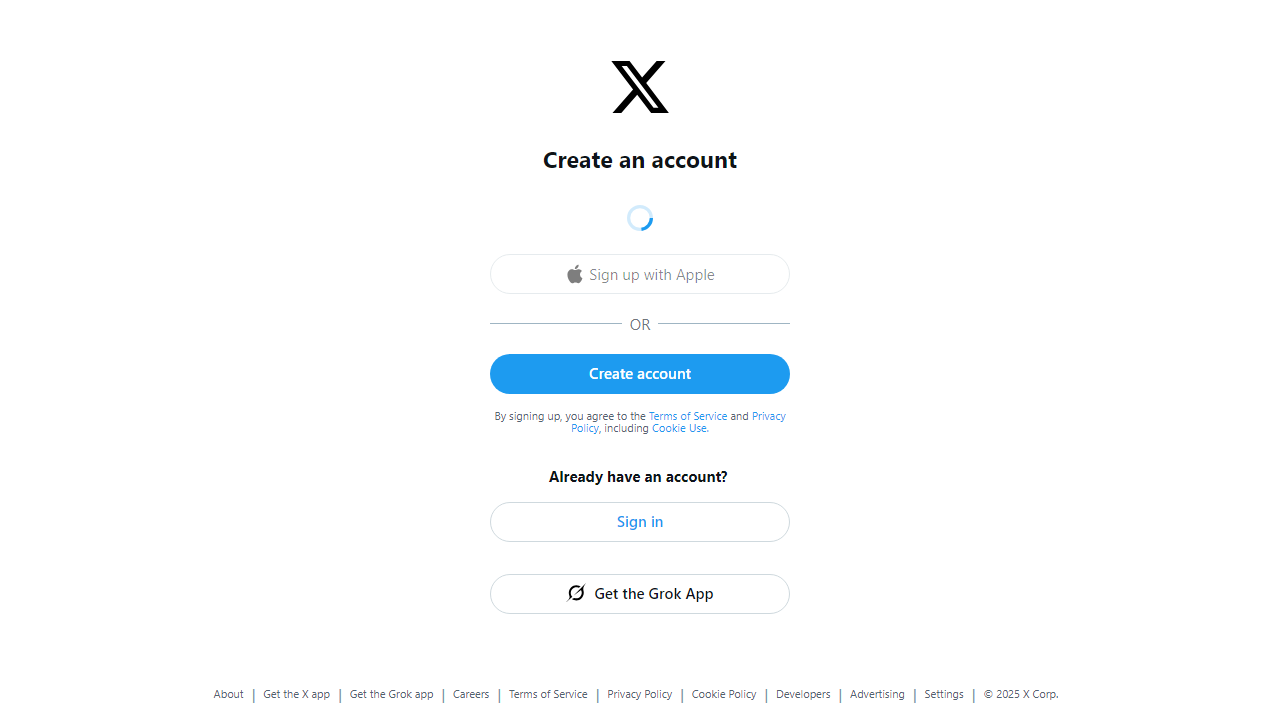 Create an account
Sign up with Apple
OR
Create account
By signing up, you agree to the Terms of Service and Privacy
Policy, including Cookie Use.
Already have an account?
Sign in
Get the Grok App
About | Get the X app | Get the Grok app | Careers | Terms of Service | Privacy Policy | Cookie Policy | Developers | Advertising | Settings | © 2025 X Corp.